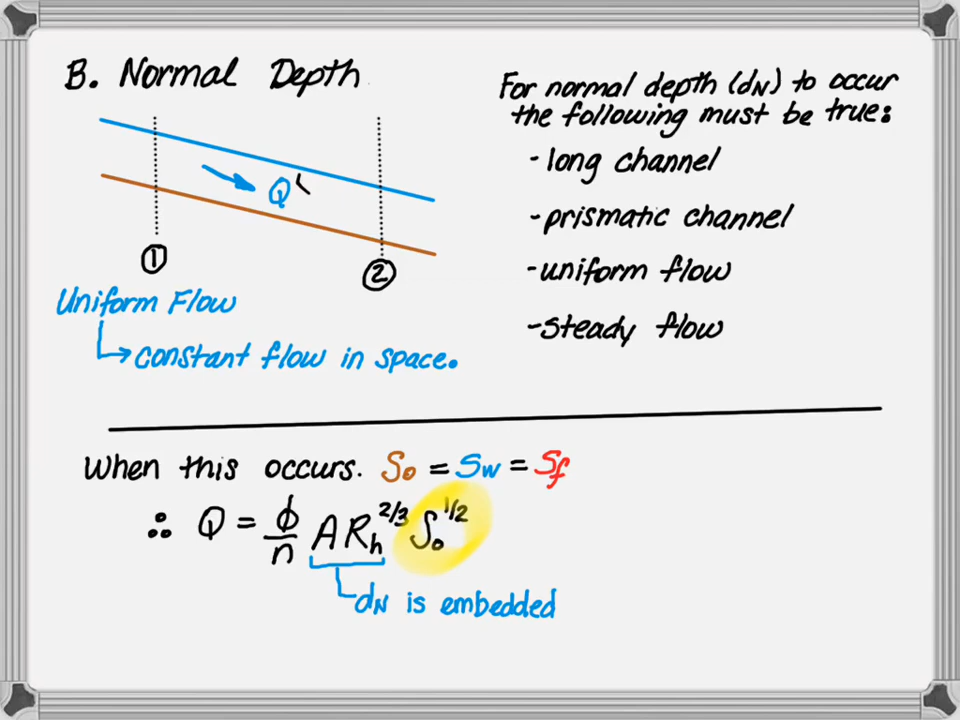 B. Normal Depth
Q
① ②
Uniform Flow
constant flow in space.
For normal depth (dN) to occur
the following must be true:
- long channel
- prismatic channel
- uniform flow
- steady flow
When this occurs. So = Sw = Sf
∴ Q = ϕ/n A Rh^2/3 So^1/2
dN is embedded